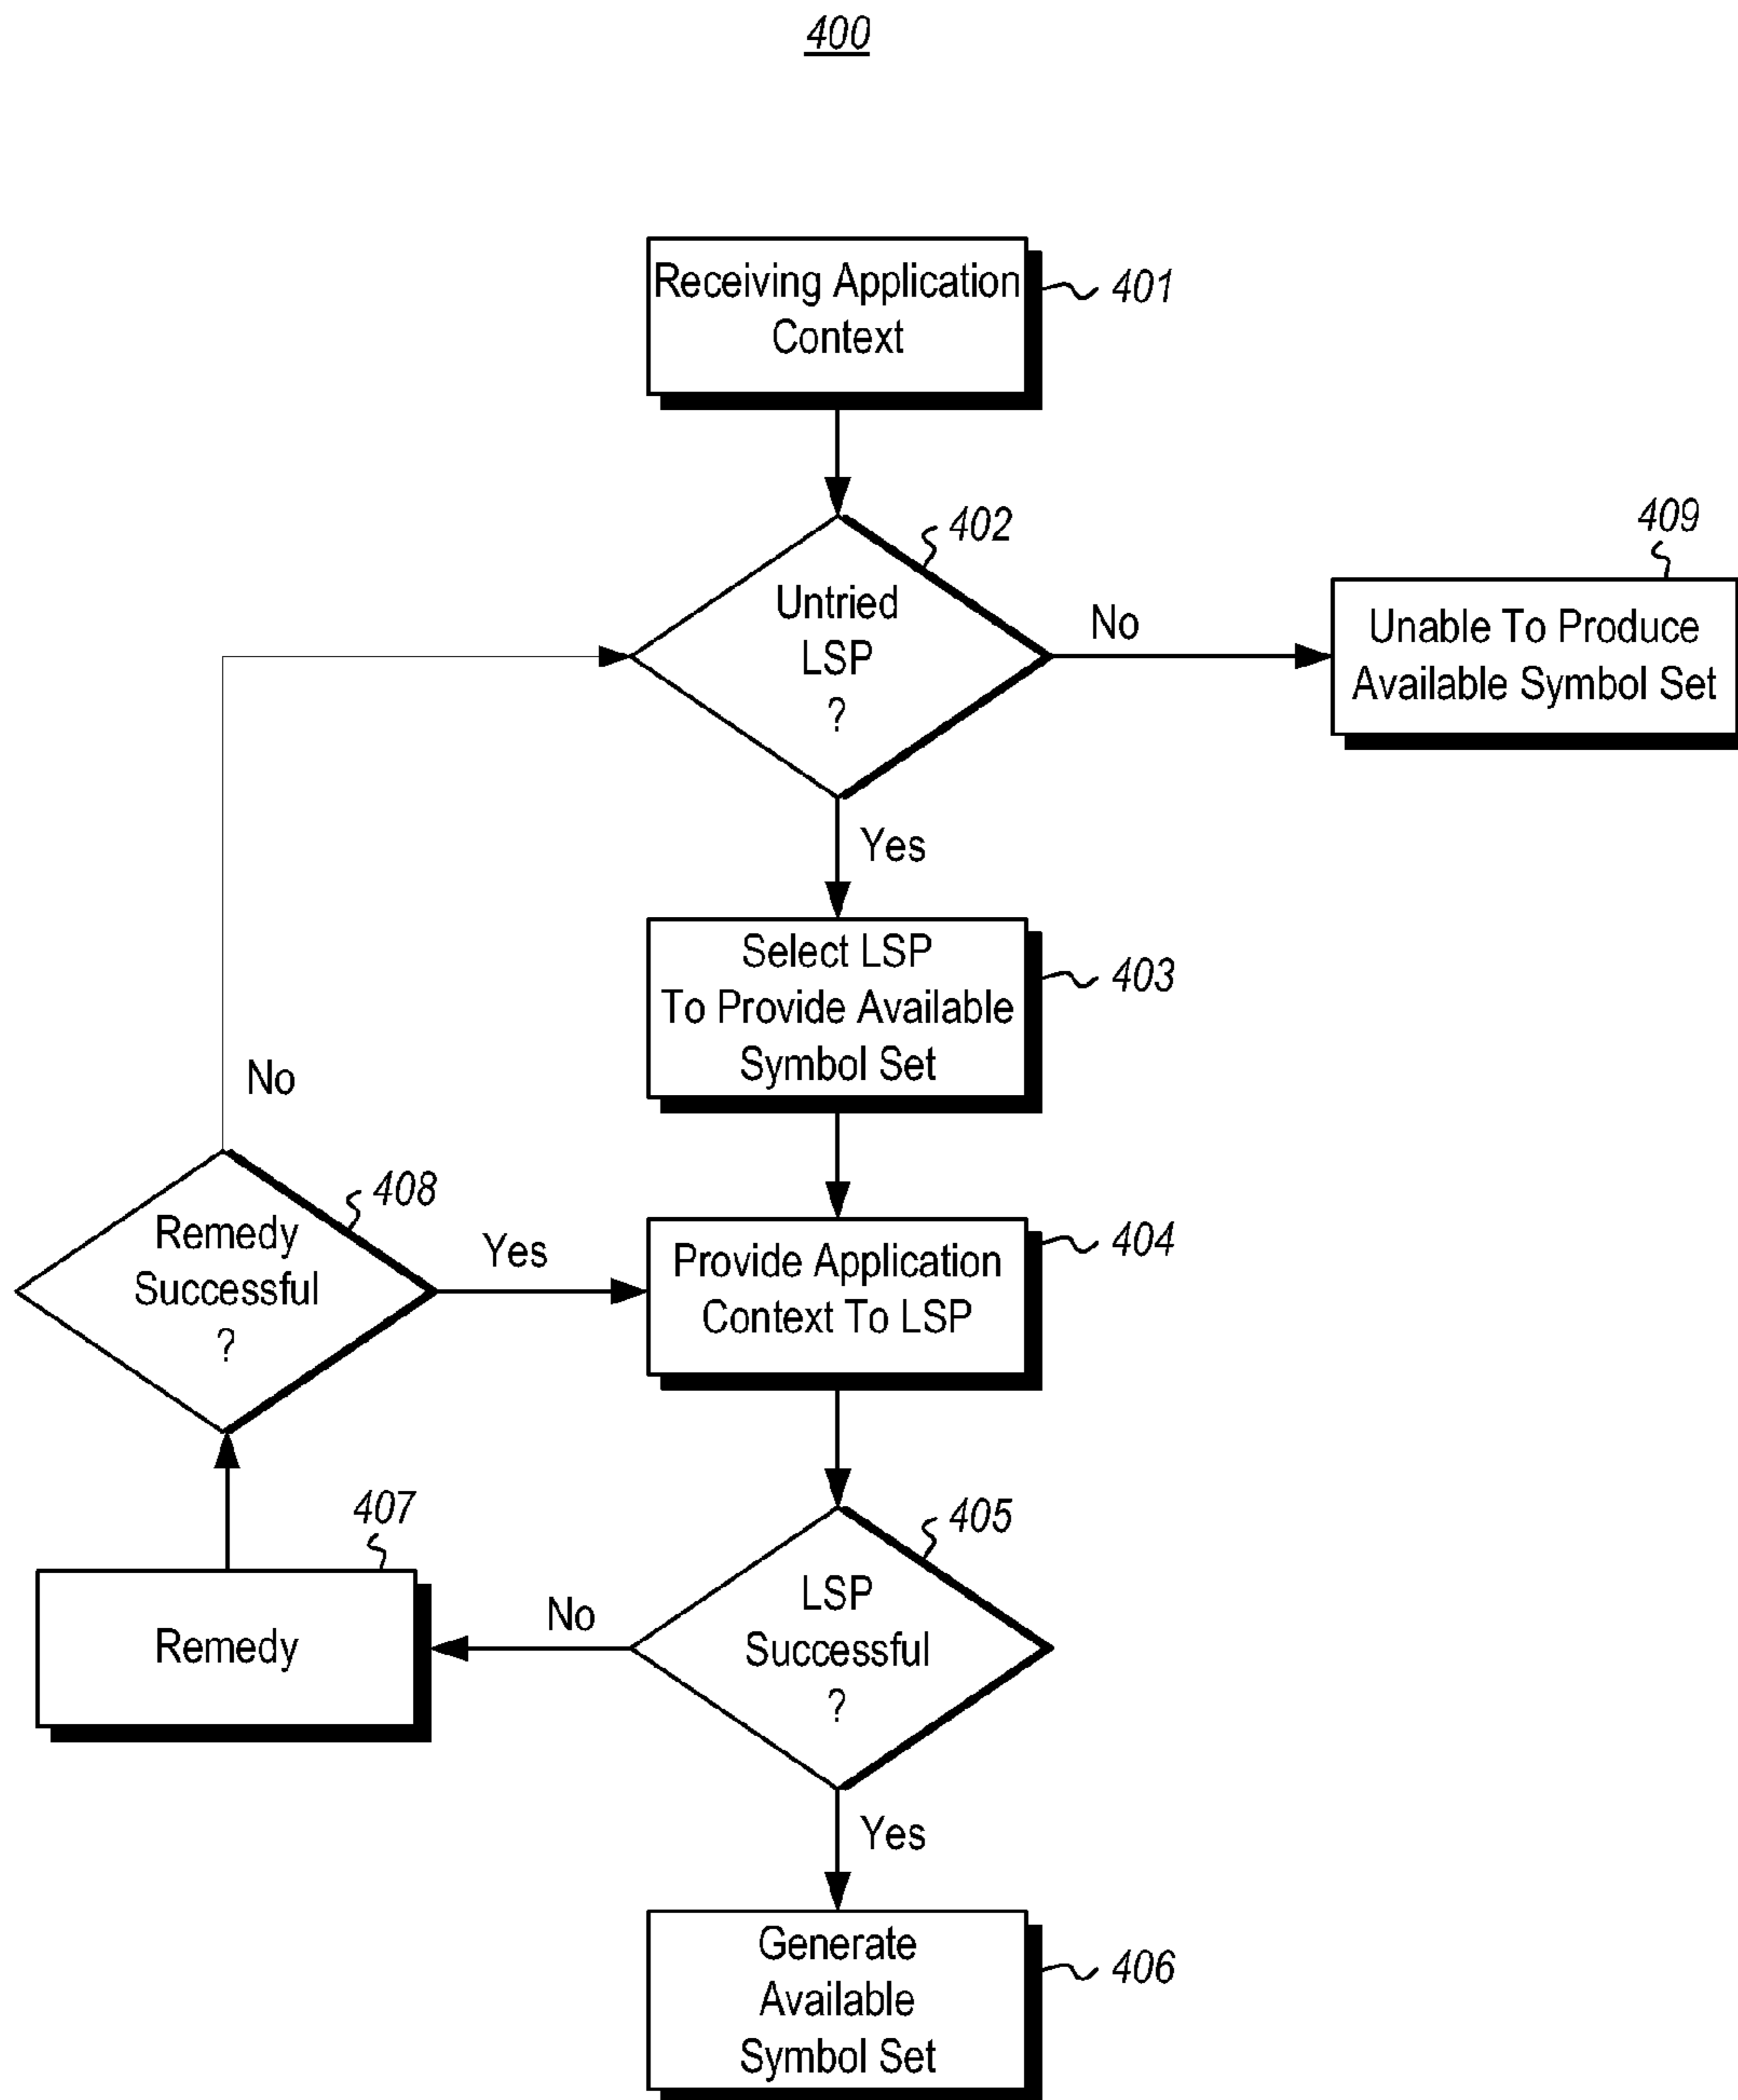 400
Receiving Application
Context
401
Untried
LSP
?
402
No
Unable To Produce
Available Symbol Set
409
Yes
Select LSP
To Provide Available
Symbol Set
403
No
Remedy
Successful
?
408
Yes
Provide Application
Context To LSP
404
LSP
Successful
?
405
No
Remedy
407
Yes
Generate
Available
Symbol Set
406